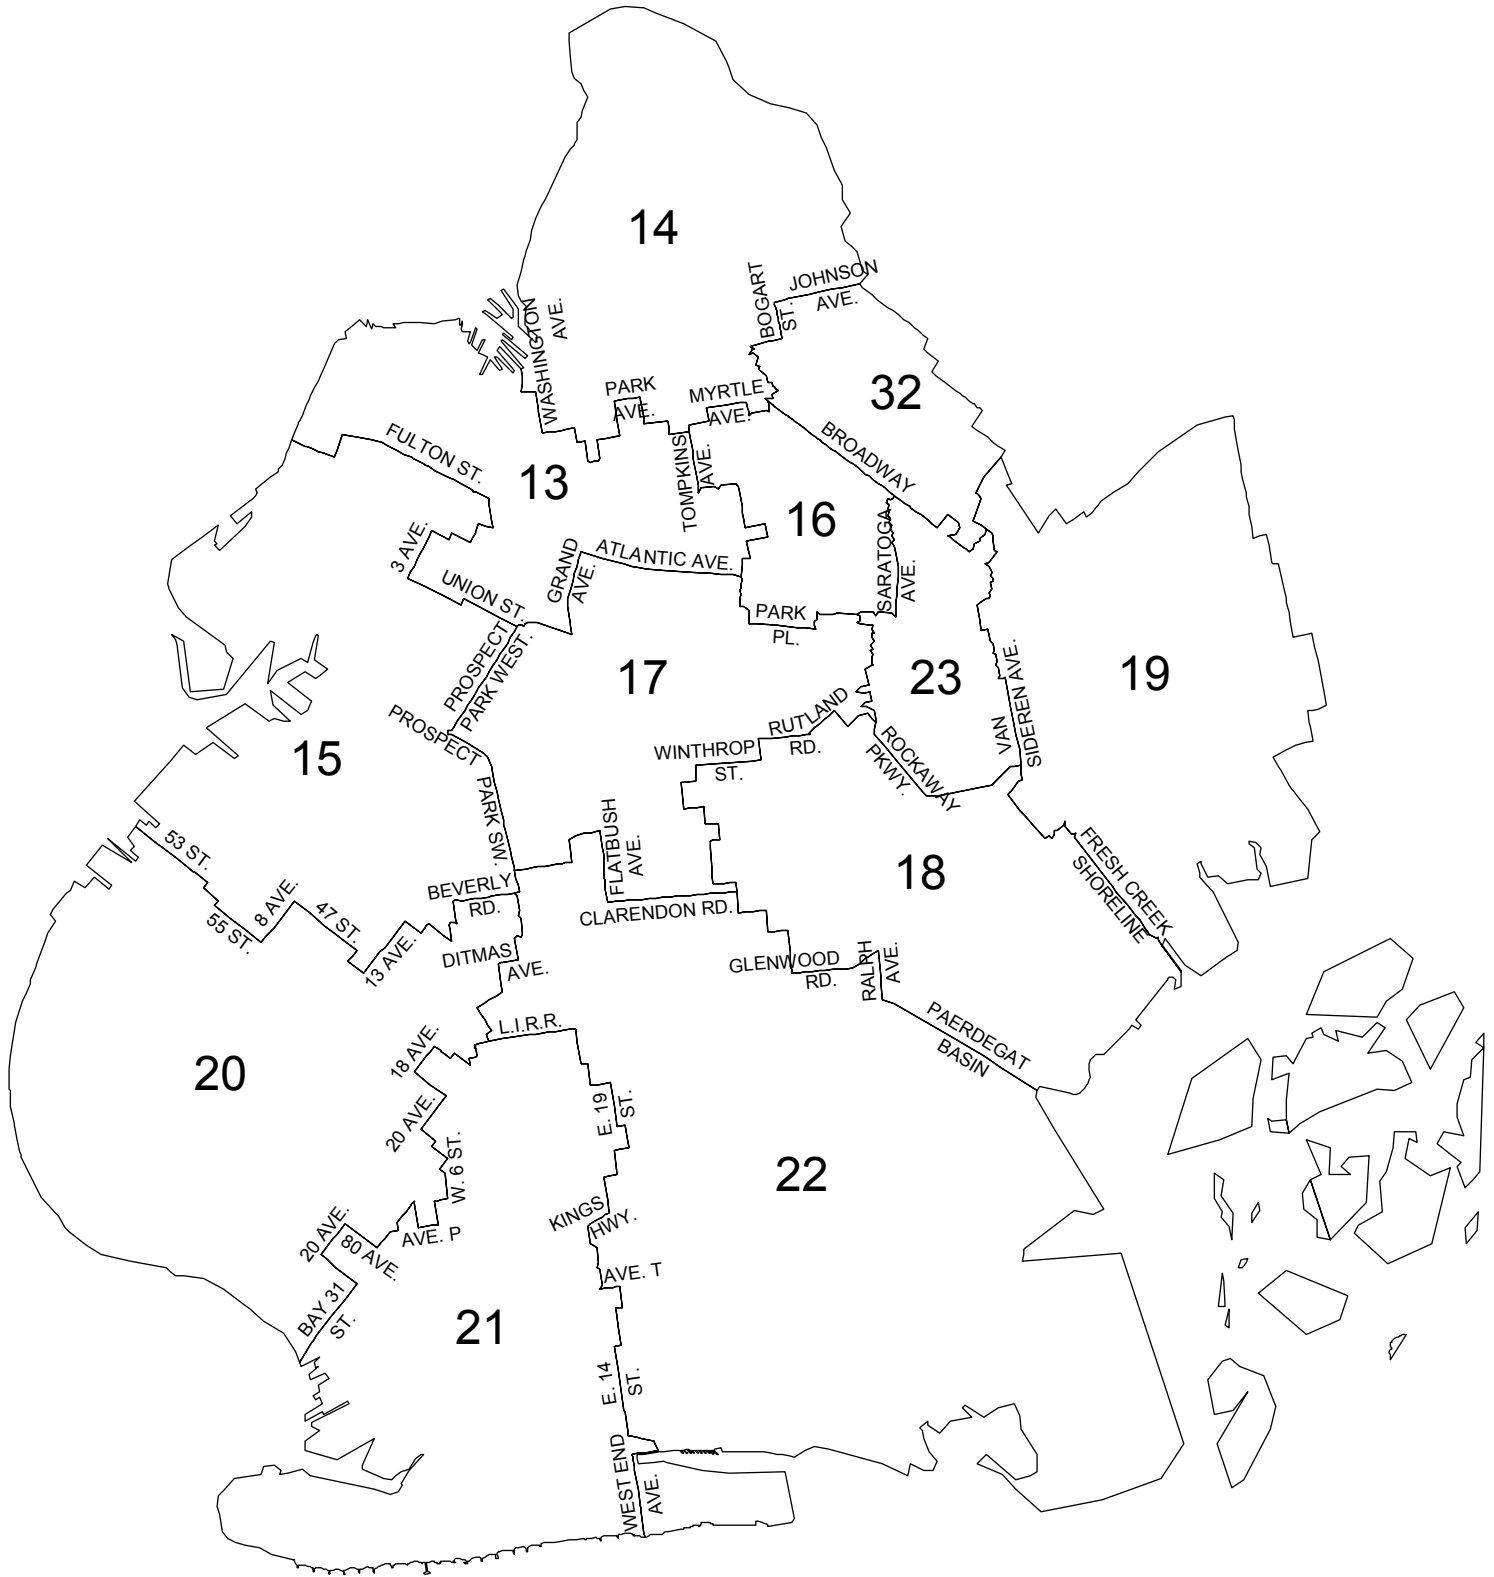 14
BOGART
ST.
JOHNSON
AVE.
WASHINGTON
AVE.
PARK
AVE.
MYRTLE
AVE.
32
FULTON ST.
13
TOMPKINS
AVE.
BROADWAY
16
3 AVE.
UNION ST.
GRAND
AVE.
ATLANTIC AVE.
SARATOGA
AVE.
PARK
PL.
PROSPECT
PARK WEST.
17
23
19
VAN
SIDEREN AVE.
PROSPECT
PARK SW.
15
WINTHROP
ST.
RUTLAND
RD.
ROCKAWAY
PKWY.
53 ST.
55 ST.
8 AVE.
47 ST.
13 AVE.
BEVERLY
RD.
FLATBUSH
AVE.
CLARENDON RD.
18
FRESH CREEK
SHORELINE
DITMAS
AVE.
GLENWOOD
RD.
RALPH
AVE.
PAERDEGAT
BASIN
L.I.R.R.
20
18 AVE.
20 AVE.
W. 6 ST.
E. 19
ST.
22
KINGS
HWY.
20 AVE.
80 AVE.
AVE. P
AVE. T
BAY 31
ST.
21
E. 14
ST.
WEST END
AVE.